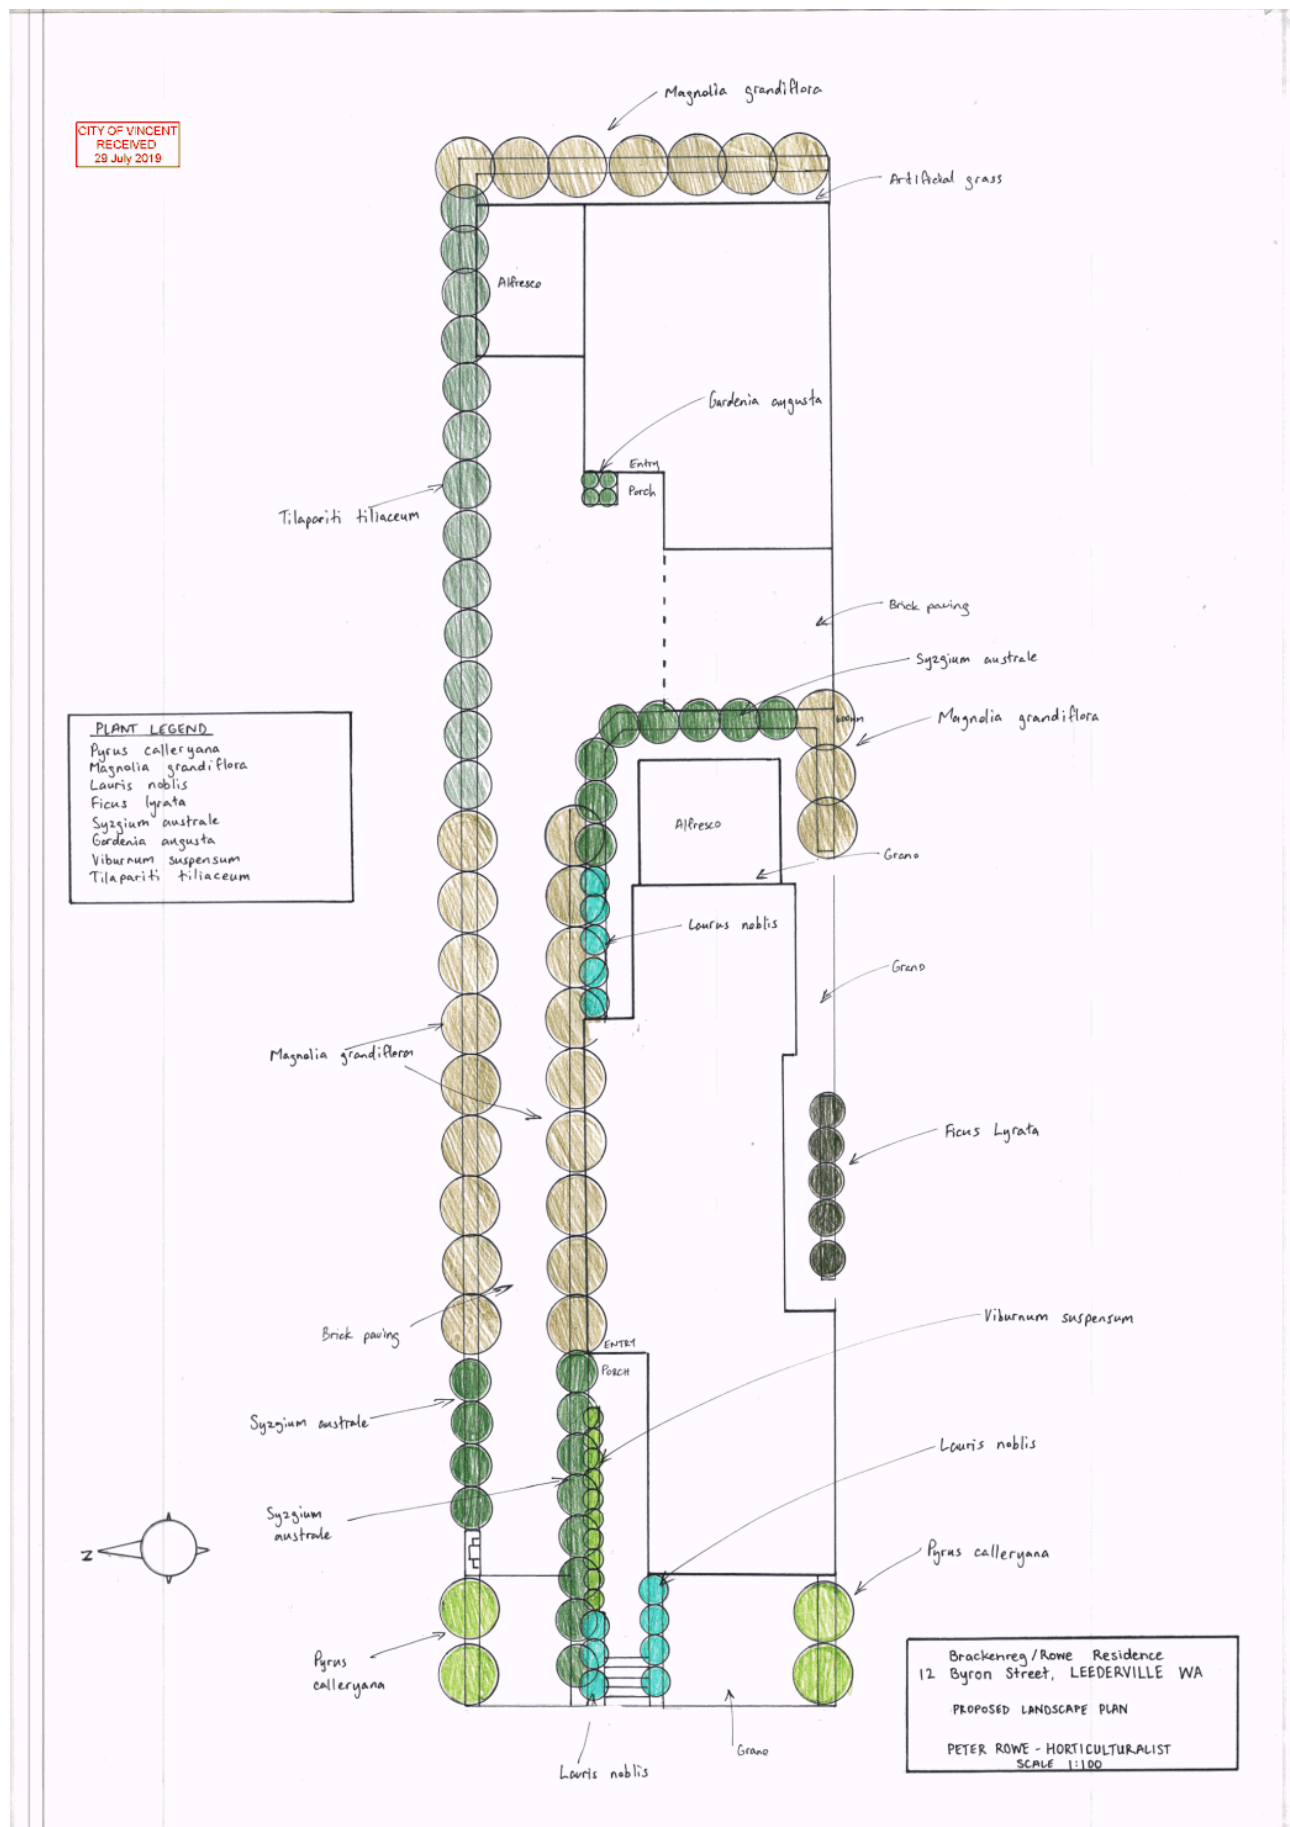 Magnolia grandiflora
CITY OF VINCENT
RECEIVED
29 July 2019
Artificial grass
Alfresco
Gardenia augusta
Entry
Porch
Tilapariti tiliaceum
Brick paving
Syzgium australe
PLANT LEGEND
Pyrus calleryana
Magnolia grandiflora
Lauris noblis
Ficus lyrata
Syzgium australe
Gardenia augusta
Viburnum suspensum
Tilapariti tiliaceum
600mm
Magnolia grandiflora
Alfresco
Grano
Laurus noblis
Grano
Magnolia grandiflora
Ficus Lyrata
Viburnum suspensum
Brick paving
ENTRY
PORCH
Syzgium australe
Lauris noblis
Syzgium
australe
N
Pyrus calleryana
Pyrus
calleryana
Brackenreg/Rowe Residence
12 Byron Street, LEEDERVILLE WA
PROPOSED LANDSCAPE PLAN
PETER ROWE - HORTICULTURALIST
SCALE 1:100
Grano
Lauris noblis